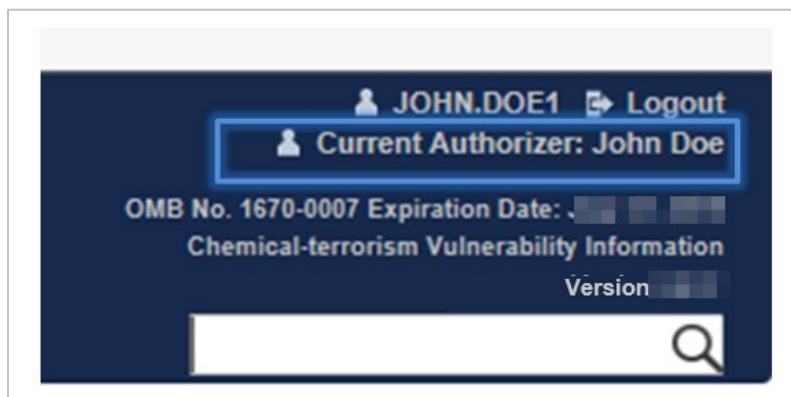 JOHN.DOE1 Logout
Current Authorizer: John Doe
OMB No. 1670-0007 Expiration Date:
Chemical-terrorism Vulnerability Information
Version